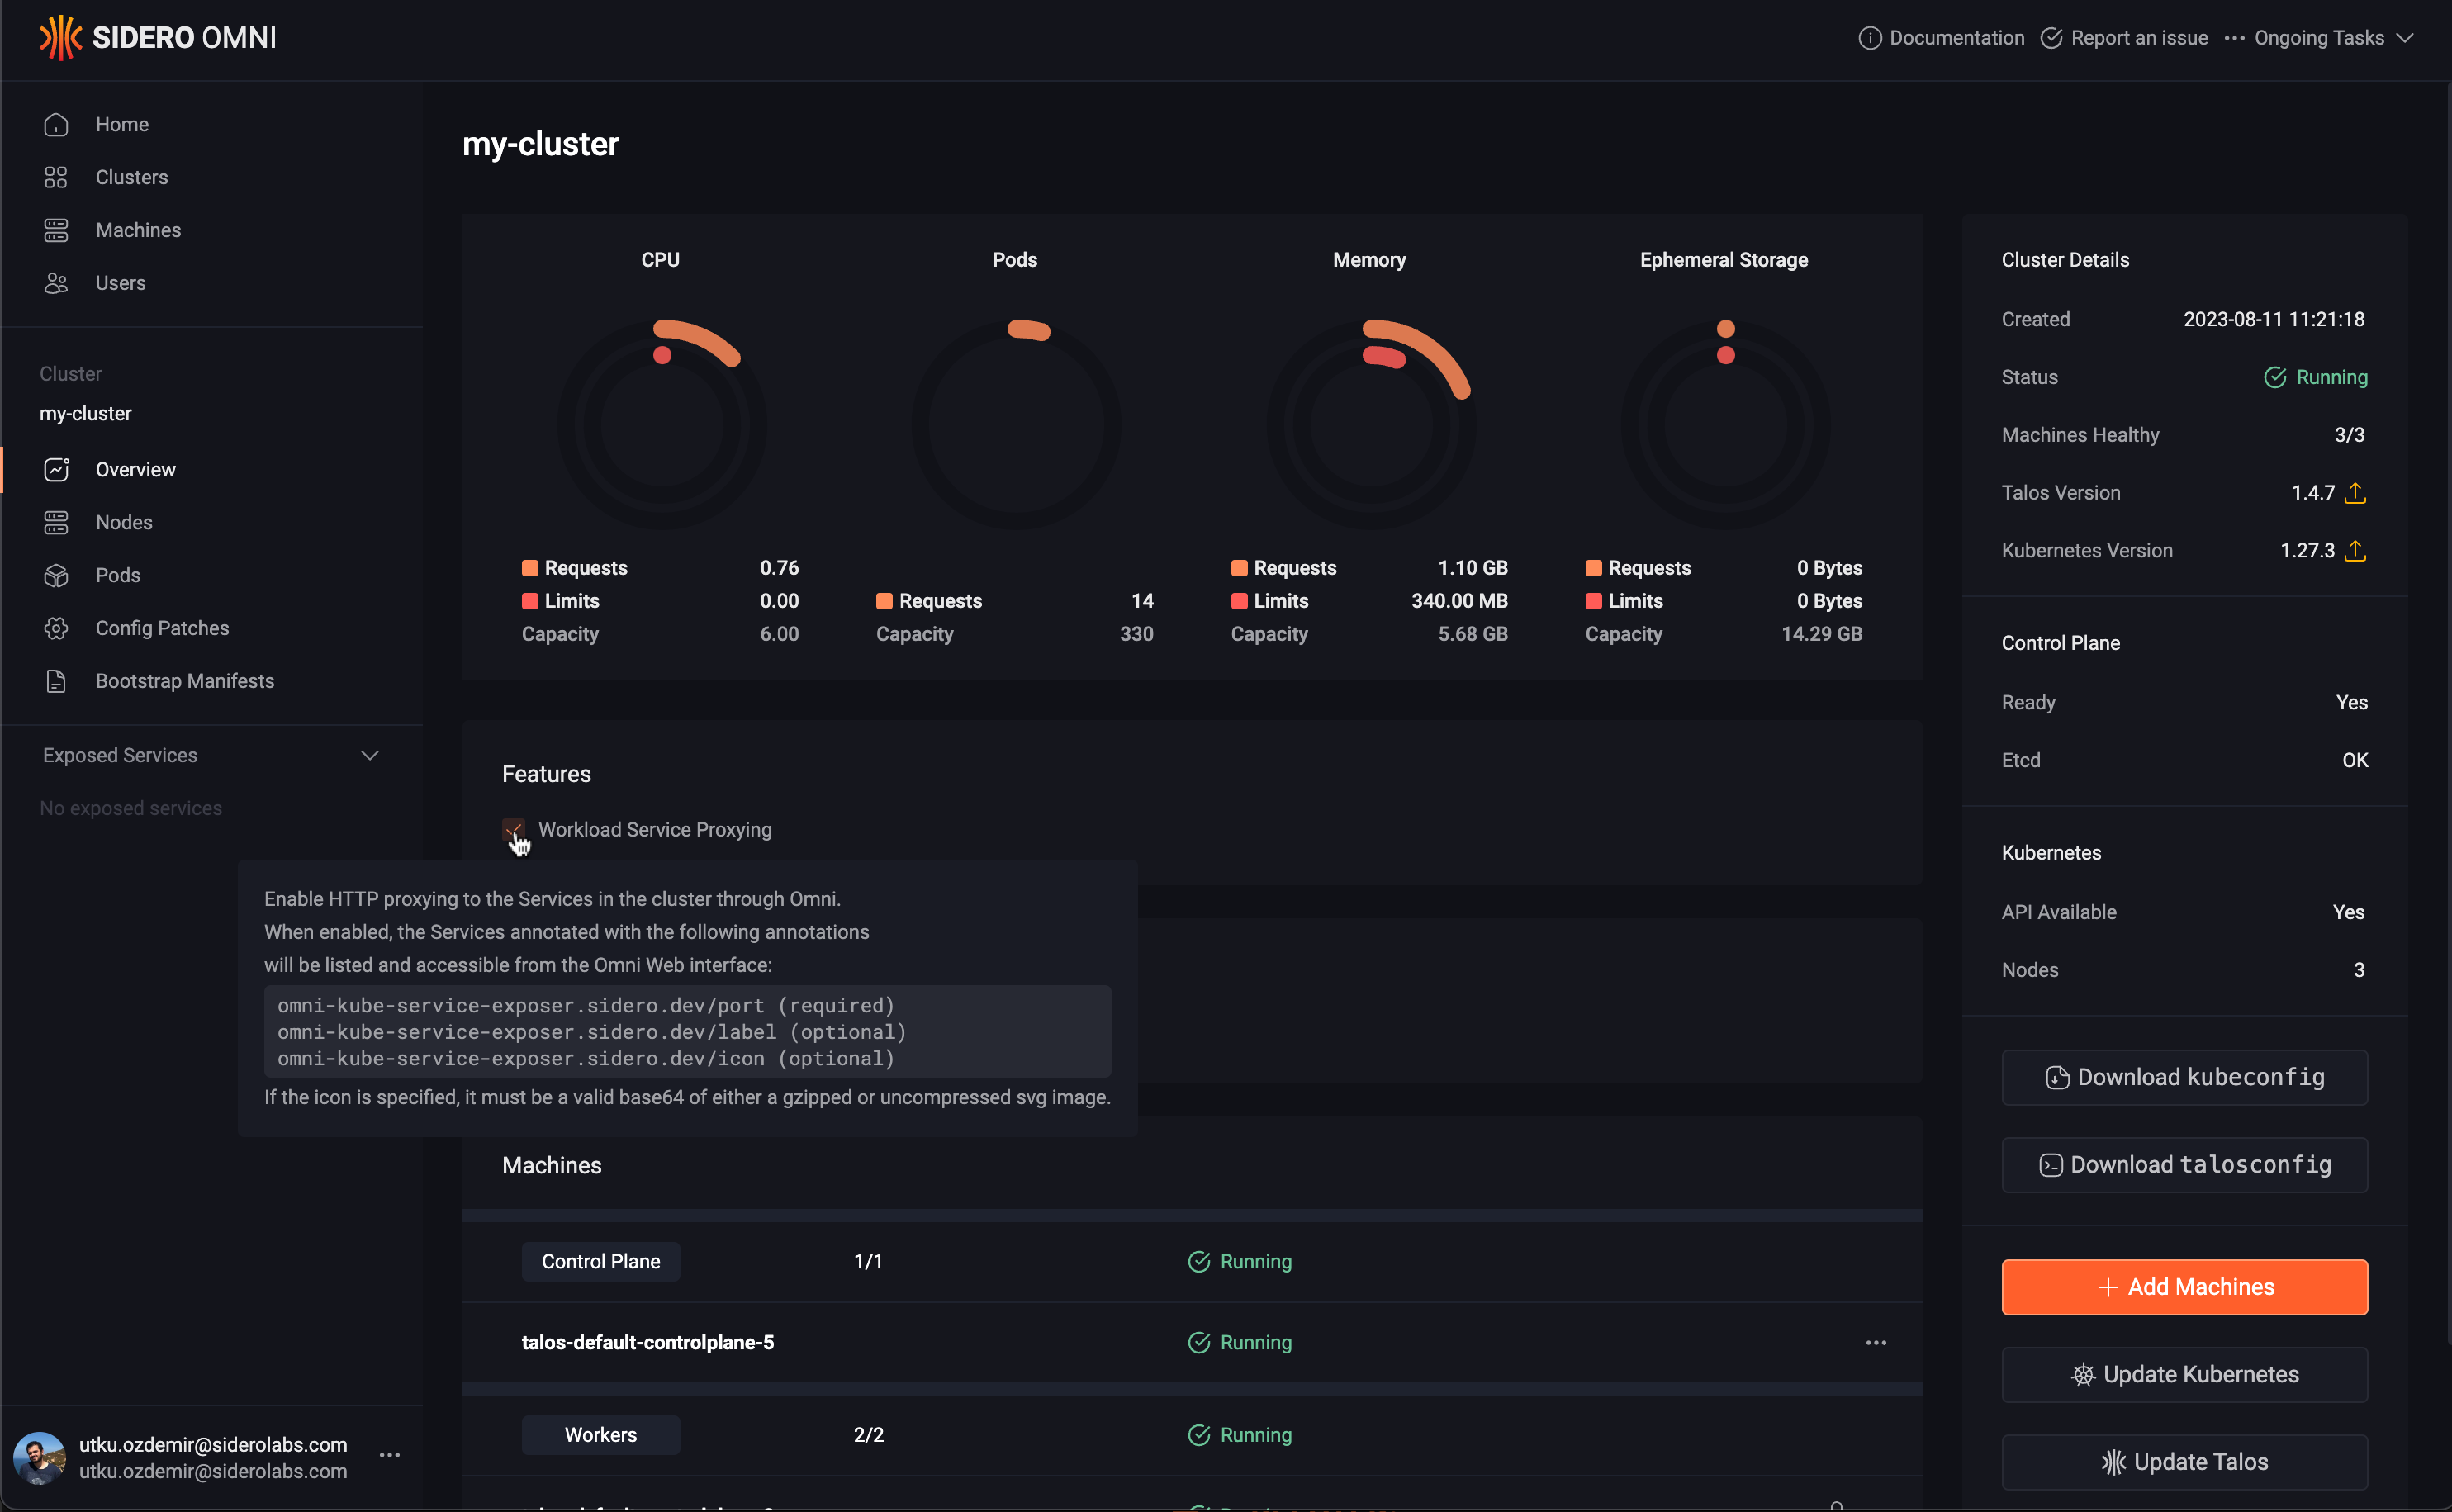 SIDERO OMNI
Documentation
Report an issue
Ongoing Tasks
Home
Clusters
Machines
Users
Cluster
my-cluster
Overview
Nodes
Pods
Config Patches
Bootstrap Manifests
Exposed Services
No exposed services
utku.ozdemir@siderolabs.com
utku.ozdemir@siderolabs.com
my-cluster
CPU
Requests 0.76
Limits 0.00
Capacity 6.00
Pods
Requests 14
Capacity 330
Memory
Requests 1.10 GB
Limits 340.00 MB
Capacity 5.68 GB
Ephemeral Storage
Requests 0 Bytes
Limits 0 Bytes
Capacity 14.29 GB
Features
Workload Service Proxying
Enable HTTP proxying to the Services in the cluster through Omni.
When enabled, the Services annotated with the following annotations
will be listed and accessible from the Omni Web interface:
omni-kube-service-exposer.sidero.dev/port (required)
omni-kube-service-exposer.sidero.dev/label (optional)
omni-kube-service-exposer.sidero.dev/icon (optional)
If the icon is specified, it must be a valid base64 of either a gzipped or uncompressed svg image.
Machines
Control Plane 1/1 Running
talos-default-controlplane-5 Running
Workers 2/2 Running
Cluster Details
Created 2023-08-11 11:21:18
Status Running
Machines Healthy 3/3
Talos Version 1.4.7
Kubernetes Version 1.27.3
Control Plane
Ready Yes
Etcd OK
Kubernetes
API Available Yes
Nodes 3
Download kubeconfig
Download talosconfig
Add Machines
Update Kubernetes
Update Talos